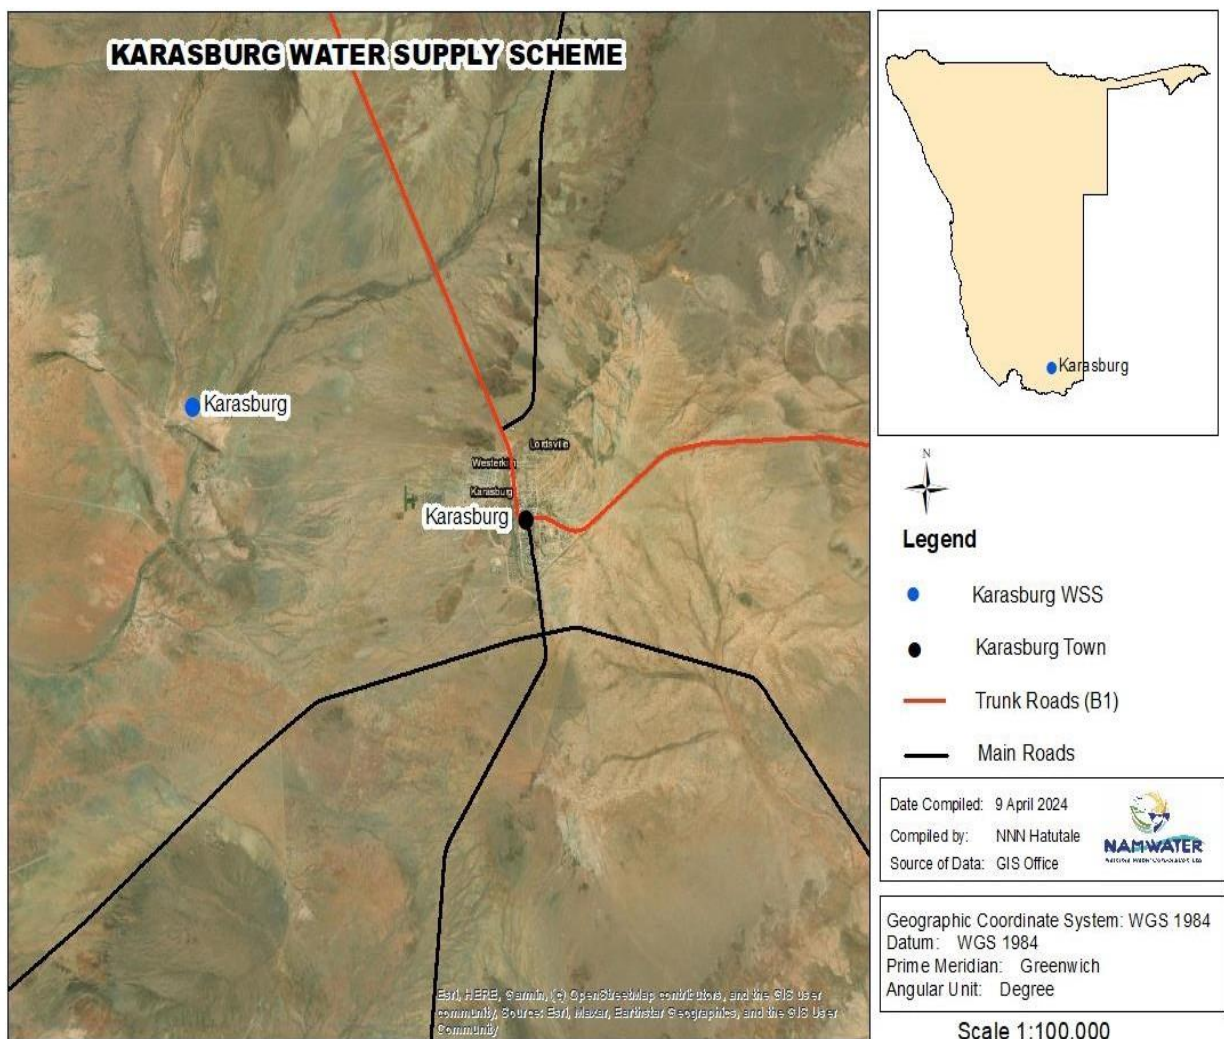 KARASBURG WATER SUPPLY SCHEME
Karasburg
Lordsville
Westerkim
Karasburg
Karasburg
Esri, HERE, Garmin, (c) OpenStreetMap contributors, and the GIS user
community, Source: Esri, Maxar, Earthstar Geographics, and the GIS User
Community
Karasburg
N
Legend
Karasburg WSS
Karasburg Town
Trunk Roads (B1)
Main Roads
Date Compiled: 9 April 2024
Compiled by: NNN Hatutale
Source of Data: GIS Office
NAMWATER
Geographic Coordinate System: WGS 1984
Datum: WGS 1984
Prime Meridian: Greenwich
Angular Unit: Degree
Scale 1:100,000